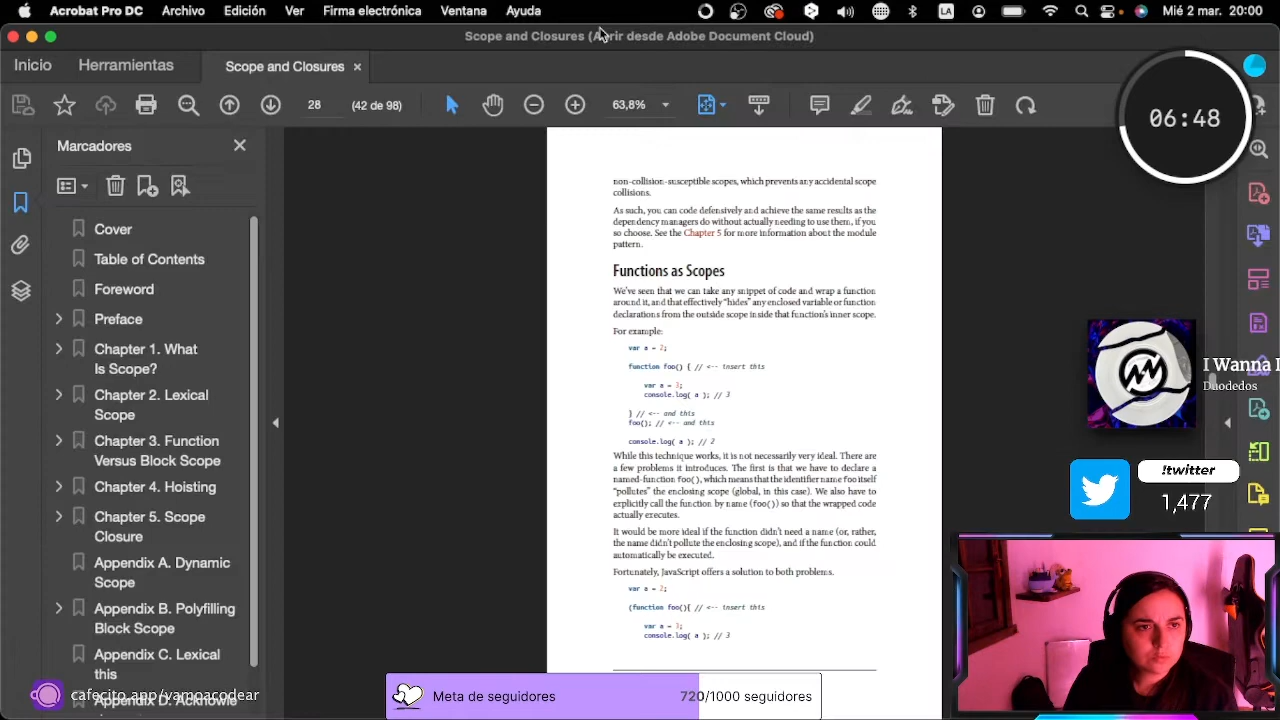 Acrobat Pro DC Archivo Edición Ver Firma electrónica Ventana Ayuda
LA
Mié 2 mar. 20:00
Scope and Closures (Abrir desde Adobe Document Cloud)
Inicio Herramientas Scope and Closures ×
28 (42 de 98) 63,8%
06:48
Marcadores
Table of Contents
Foreword
Preface
Chapter 1. What Is
Scope?
Chapter 2. Lexical
Scope
Chapter 3. Function
Versus Block Scope
Chapter 4. Hoisting
Chapter 5. Scope
Closures
Appendix A. Dynamic
Scope
Appendix B. Polyfilling
Block Scope
Appendix C. Lexical
this
cafecito.app/yamoacodear
non-collision-susceptible scopes, which prevents any accidental scope
collisions.
As such, you can code defensively and achieve the same results as the
dependency managers do without actually needing to use them, if you
so choose. See the Chapter 5 for more information about the module
pattern.
Functions as Scopes
We've seen that we can take any snippet of code and wrap a function
around it, and that effectively “hides” any enclosed variable or function
declarations from the outside scope inside that function's inner scope.
For example:
var a = 2;
function foo() { // <-- insert this
var a = 3;
console.log( a ); // 3
} // <-- and this
foo(); // <-- and this
console.log( a ); // 2
While this technique works, it is not necessarily very ideal. There are
a few problems it introduces. The first is that we have to declare a
named-function foo(), which means that the identifier name foo itself
“pollutes” the enclosing scope (global, in this case). We also have to
explicitly call the function by name (foo()) so that the wrapped code
actually executes.
It would be more ideal if the function didn't need a name (or, rather,
the name didn't pollute the enclosing scope), and if the function could
automatically be executed.
Fortunately, JavaScript offers a solution to both problems.
var a = 2;
(function foo(){ // <-- insert this
var a = 3;
console.log( a ); // 3
Meta de seguidores 720/1000 seguidores
I Wanna
Duodedos
!twitter
1,477